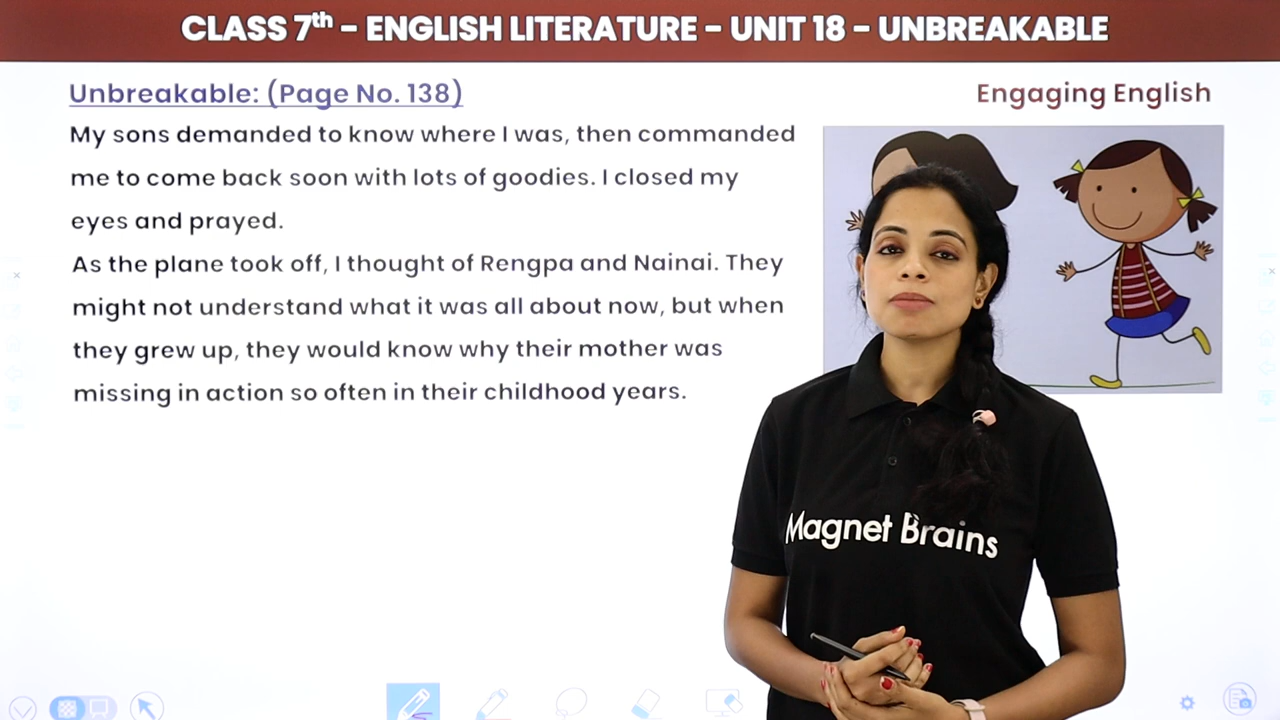 CLASS 7th – ENGLISH LITERATURE – UNIT 18 – UNBREAKABLE
Unbreakable: (Page No. 138)
Engaging English
My sons demanded to know where I was, then commanded
me to come back soon with lots of goodies. I closed my
eyes and prayed.
As the plane took off, I thought of Rengpa and Nainai. They
might not understand what it was all about now, but when
they grew up, they would know why their mother was
missing in action so often in their childhood years.
Magnet Brains